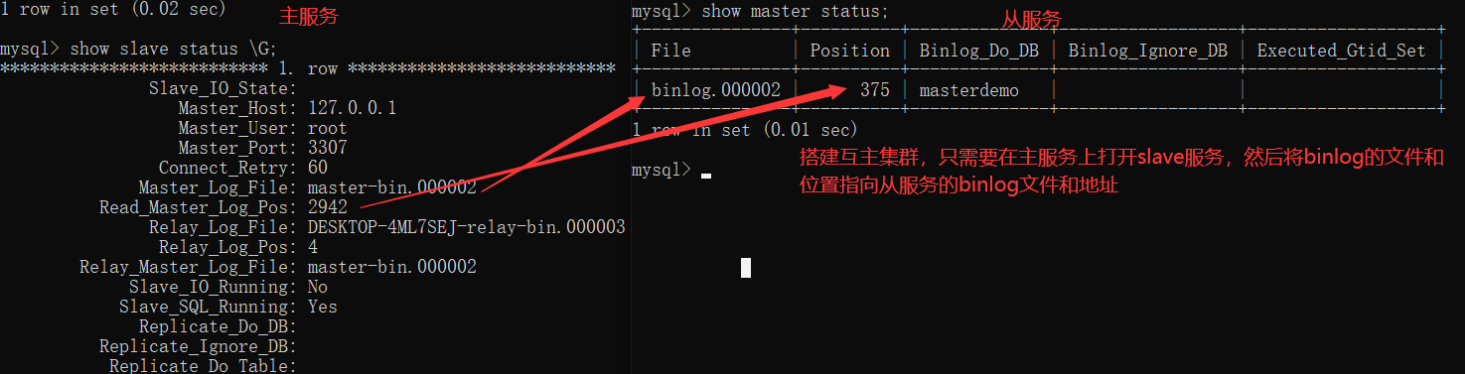 1 row in set (0.02 sec)
主服务
mysql> show slave status \G;
*************************** 1. row ***************************
Slave_IO_State:
Master_Host: 127.0.0.1
Master_User: root
Master_Port: 3307
Connect_Retry: 60
Master_Log_File: master-bin.000002
Read_Master_Log_Pos: 2942
Relay_Log_File: DESKTOP-4ML7SEJ-relay-bin.000003
Relay_Log_Pos: 4
Relay_Master_Log_File: master-bin.000002
Slave_IO_Running: No
Slave_SQL_Running: Yes
Replicate_Do_DB:
Replicate_Ignore_DB:
Replicate_Do_Table:
mysql> show master status;
从服务
| File | Position | Binlog_Do_DB | Binlog_Ignore_DB | Executed_Gtid_Set |
| binlog.000002 | 375 | masterdemo | | |
1 row in set (0.01 sec)
搭建互主集群，只需要在主服务上打开slave服务，然后将binlog的文件和
位置指向从服务的binlog文件和地址
mysql>